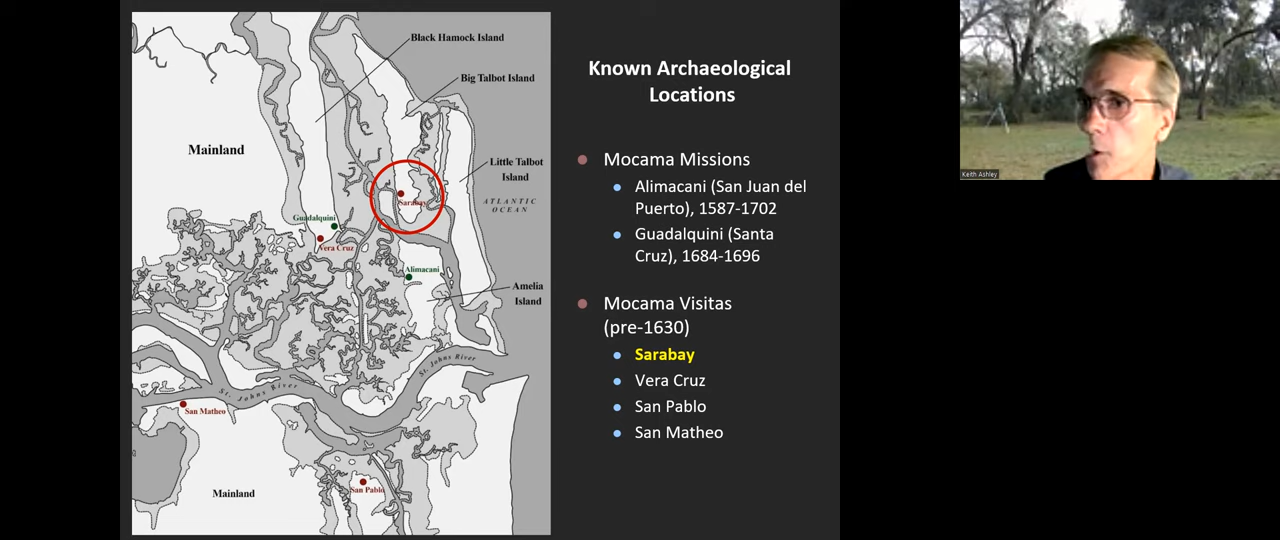 Black Hamock Island
Big Talbot Island
Mainland
Little Talbot
Island
ATLANTIC
OCEAN
Sarabay
Guadalquini
Vera Cruz
Alimacani
Amelia
Island
St. Johns River
St. Johns River
San Matheo
San Pablo
Mainland
Known Archaeological
Locations
Mocama Missions
Alimacani (San Juan del
Puerto), 1587-1702
Guadalquini (Santa
Cruz), 1684-1696
Mocama Visitas
(pre-1630)
Sarabay
Vera Cruz
San Pablo
San Matheo
Keith Ashley